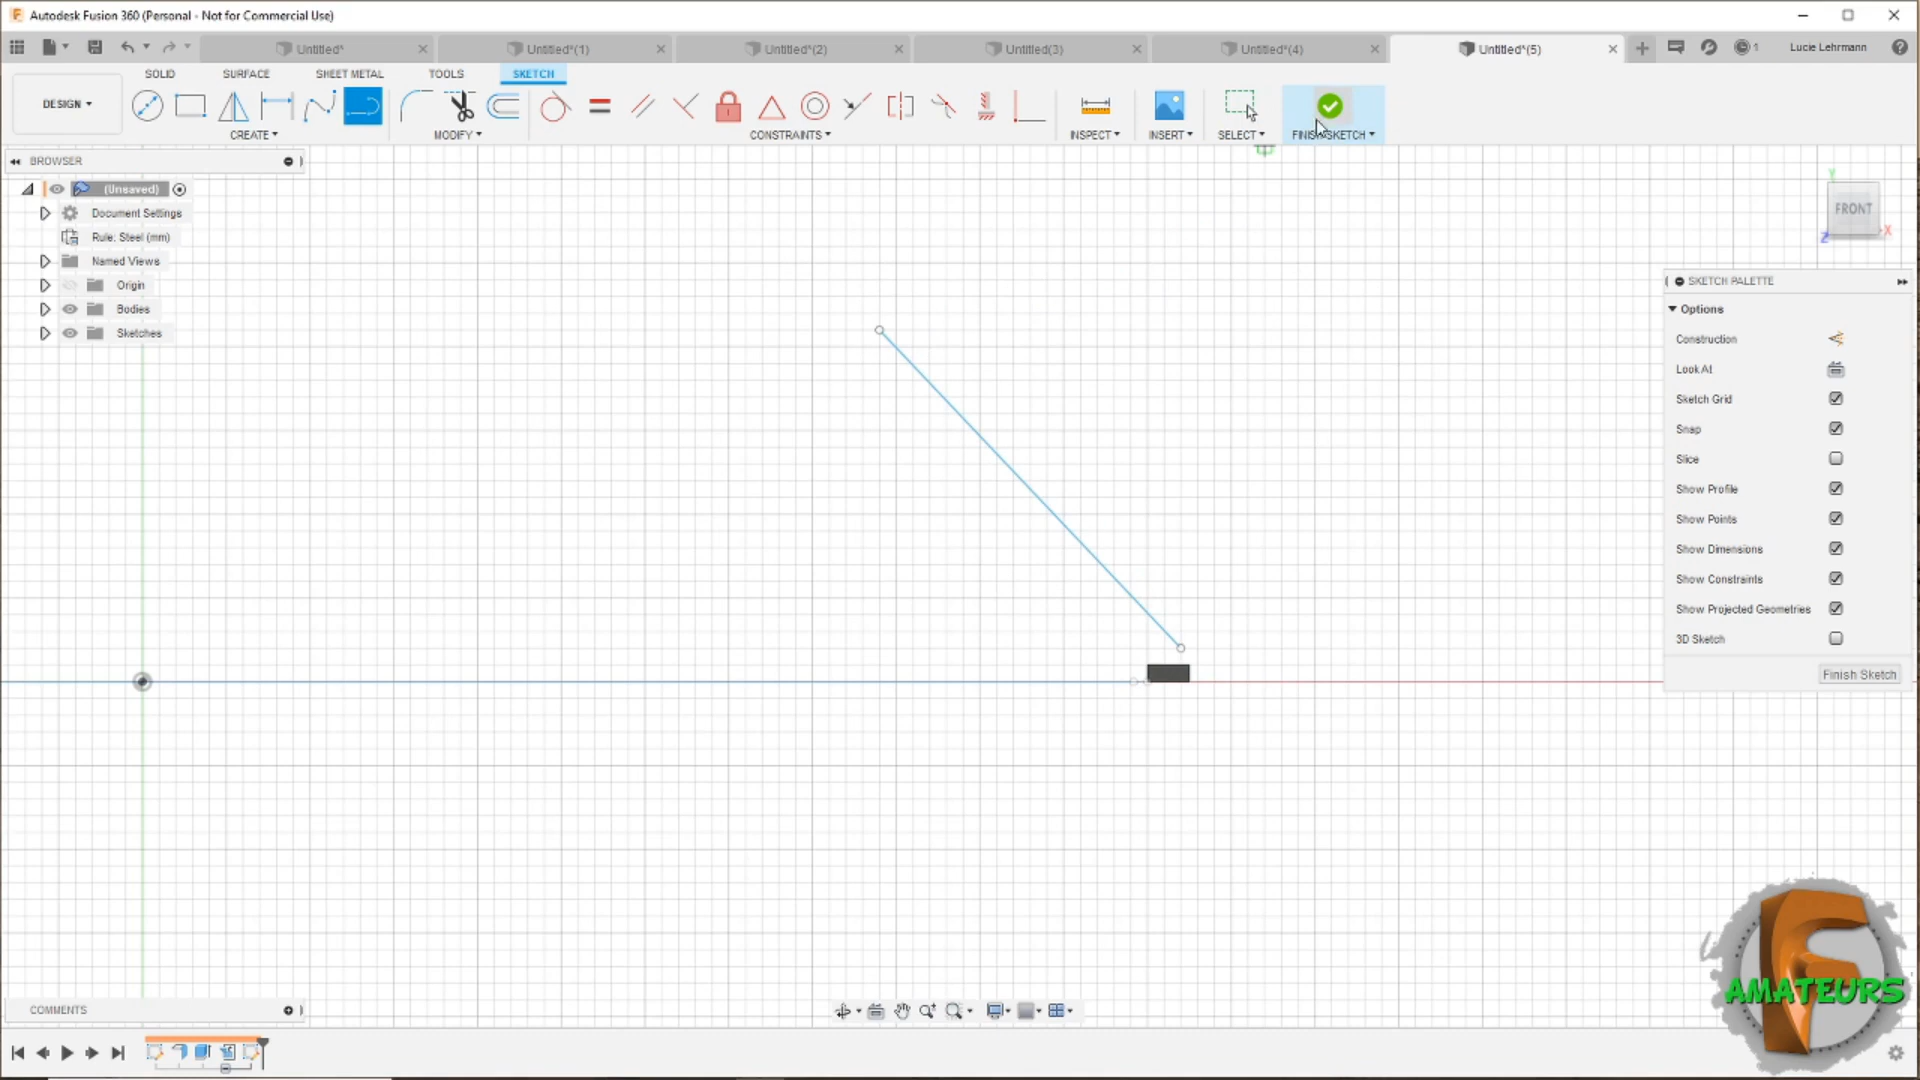 Autodesk Fusion 360 (Personal - Not for Commercial Use)
Untitled*
Untitled*(1)
Untitled*(2)
Untitled(3)
Untitled*(4)
Untitled*(5)
1
Lucie Lehrmann
SOLID
SURFACE
SHEET METAL
TOOLS
SKETCH
DESIGN
CREATE
MODIFY
CONSTRAINTS
INSPECT
INSERT
SELECT
FINISH SKETCH
BROWSER
(Unsaved)
Document Settings
Rule: Steel (mm)
Named Views
Origin
Bodies
Sketches
Y
FRONT
Z
X
SKETCH PALETTE
Options
Construction
Look At
Sketch Grid
Snap
Slice
Show Profile
Show Points
Show Dimensions
Show Constraints
Show Projected Geometries
3D Sketch
Finish Sketch
COMMENTS
F
AMATEURS